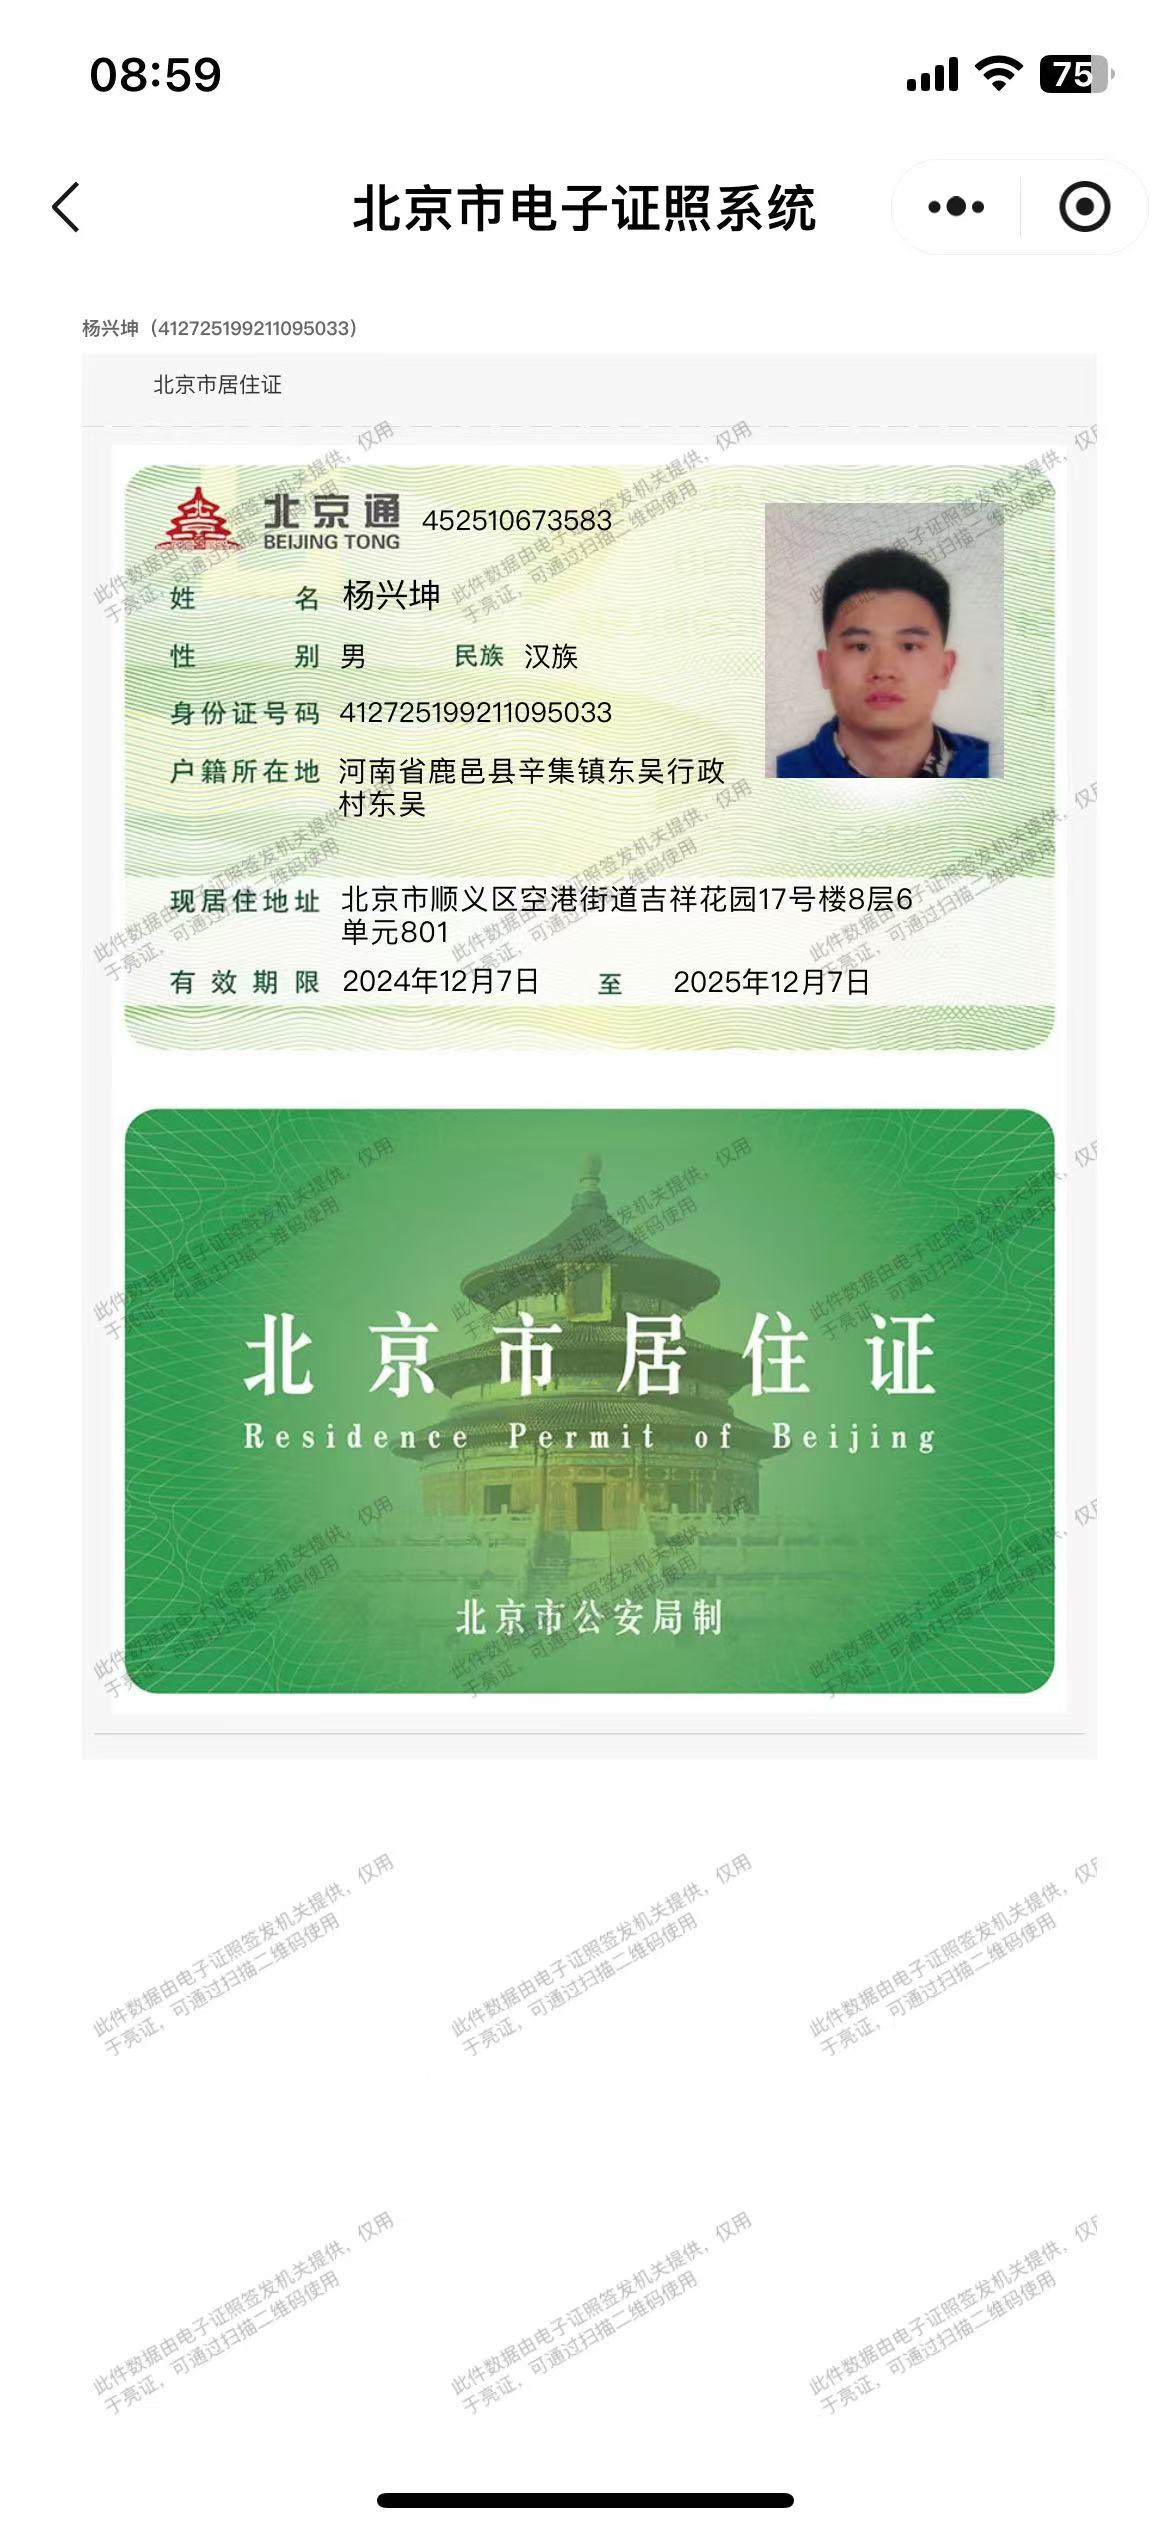 08:59
75
北京市电子证照系统
杨兴坤（412725199211095033）
北京市居住证
北京通 452510673583
BEIJING TONG
姓名 杨兴坤
性别 男 民族 汉族
身份证号码 412725199211095033
户籍所在地 河南省鹿邑县辛集镇东吴行政
村东吴
现居住地址 北京市顺义区空港街道吉祥花园17号楼8层6
单元801
有效期限 2024年12月7日 至 2025年12月7日
北京市居住证
Residence Permit of Beijing
北京市公安局制
此件数据由电子证照签发机关提供，仅用
于亮证，可通过扫描二维码使用